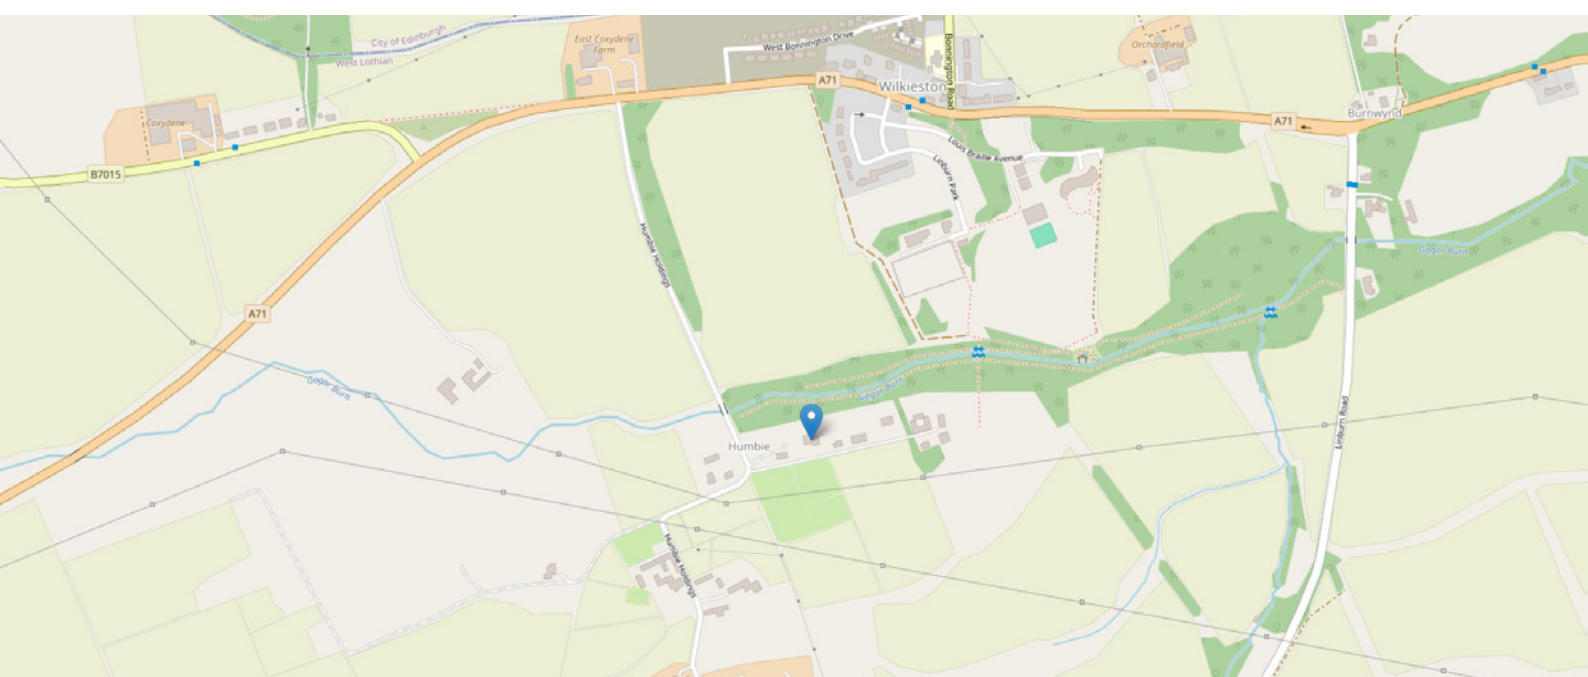 City of Edinburgh
West Lothian
East Coxydene
Farm
West Bonnington Drive
Bonnington Road
Orchardfield
A71
Wilkieston
Coxydene
B7015
A71
Burnwynd
Louis Braille Avenue
Linburn Park
Humbie Holdings
Gogar Burn
A71
Gogar Burn
Gogar Burn
Linburn Road
Humbie
Humbie Holdings